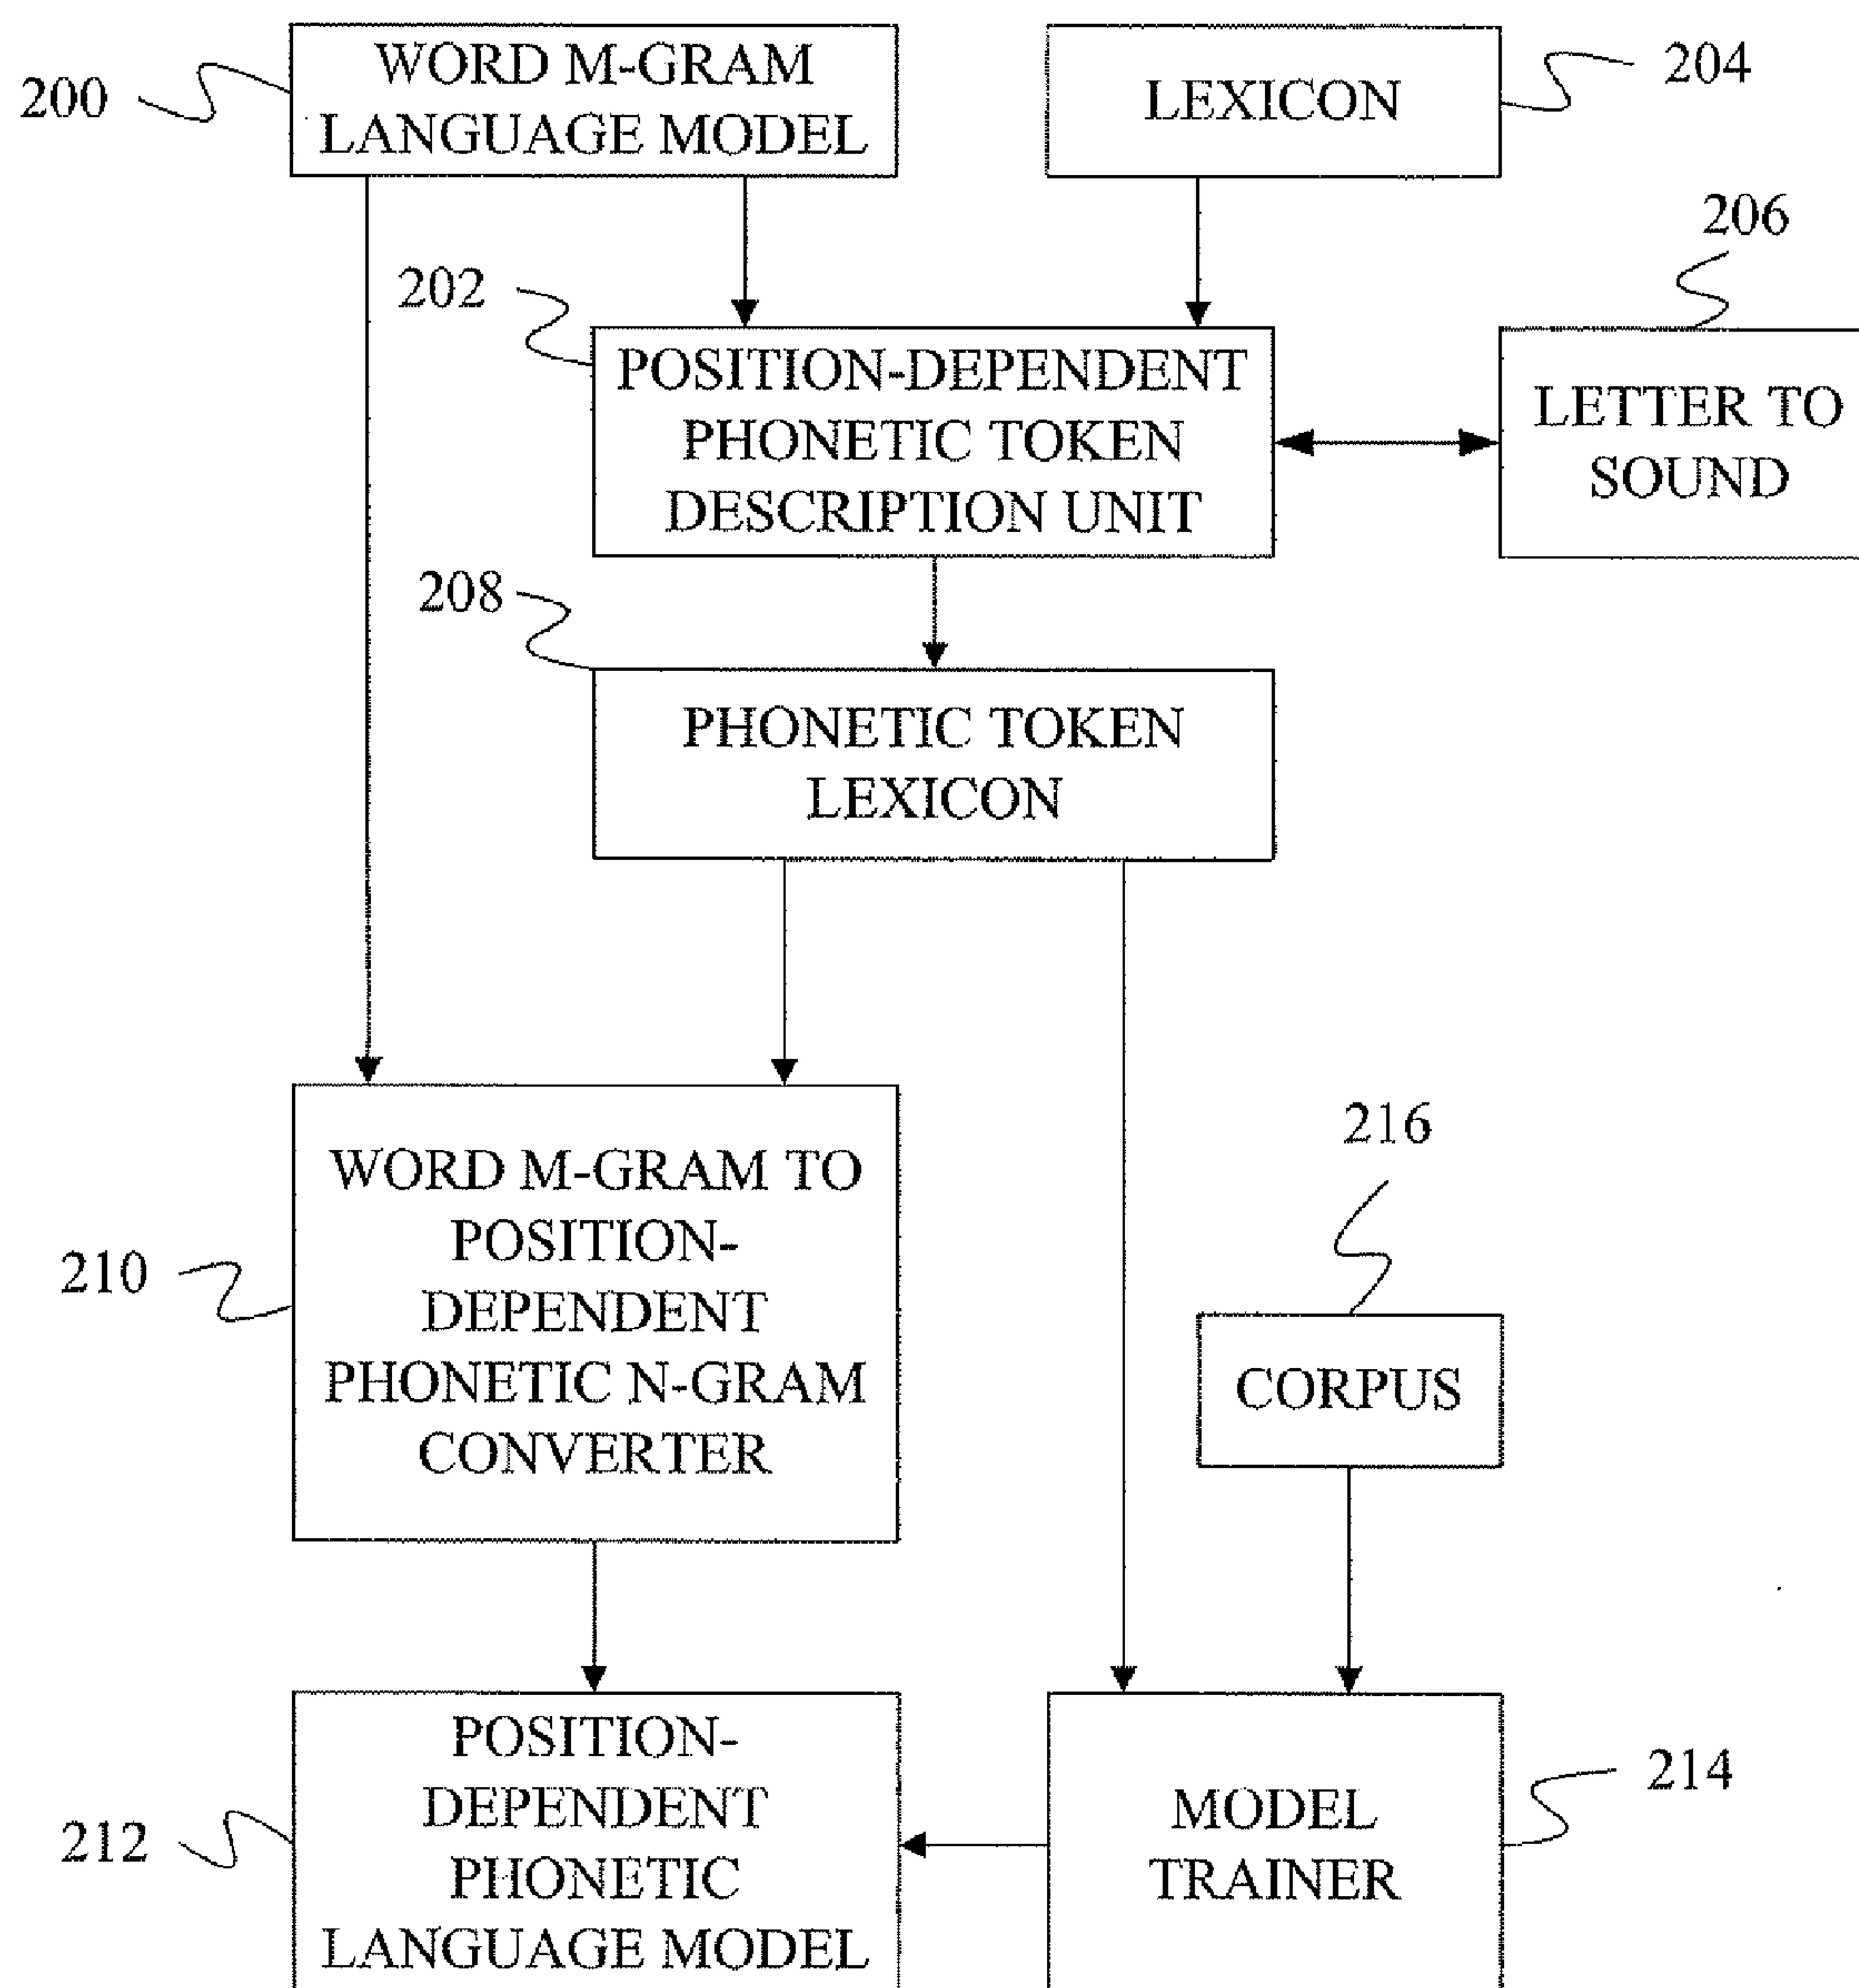 200
WORD M-GRAM
LANGUAGE MODEL
LEXICON
204
206
202
POSITION-DEPENDENT
PHONETIC TOKEN
DESCRIPTION UNIT
LETTER TO
SOUND
208
PHONETIC TOKEN
LEXICON
216
210
WORD M-GRAM TO
POSITION-
DEPENDENT
PHONETIC N-GRAM
CONVERTER
CORPUS
212
POSITION-
DEPENDENT
PHONETIC
LANGUAGE MODEL
MODEL
TRAINER
214